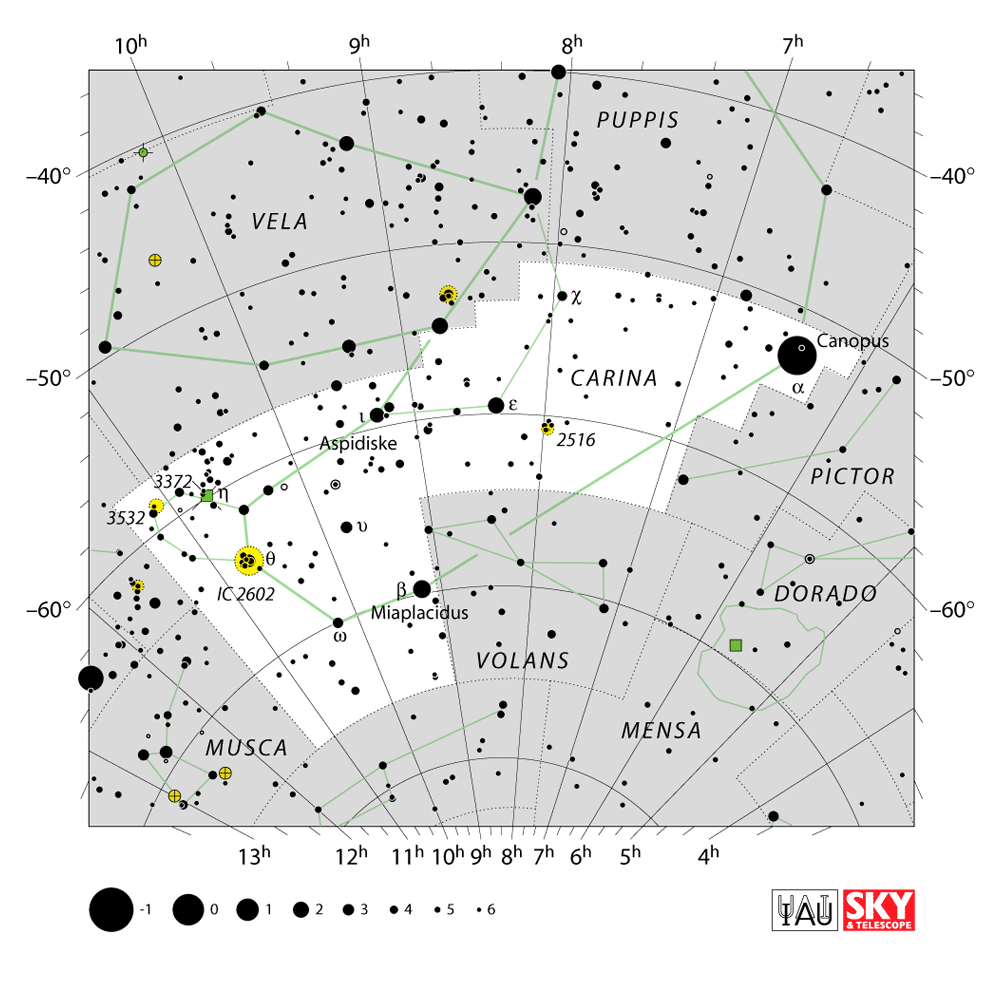 10h 9h 8h 7h
PUPPIS
–40° –40°
VELA
χ
Canopus
–50° –50°
CARINA
α
ι ε
Aspidiske 2516
PICTOR
3372 η
3532
υ
θ
IC 2602 β DORADO
–60° –60°
Miaplacidus
ω
VOLANS
MENSA
MUSCA
13h 12h 11h 10h 9h 8h 7h 6h 5h 4h
-1 0 1 2 3 4 5 6
IAU SKY
& TELESCOPE